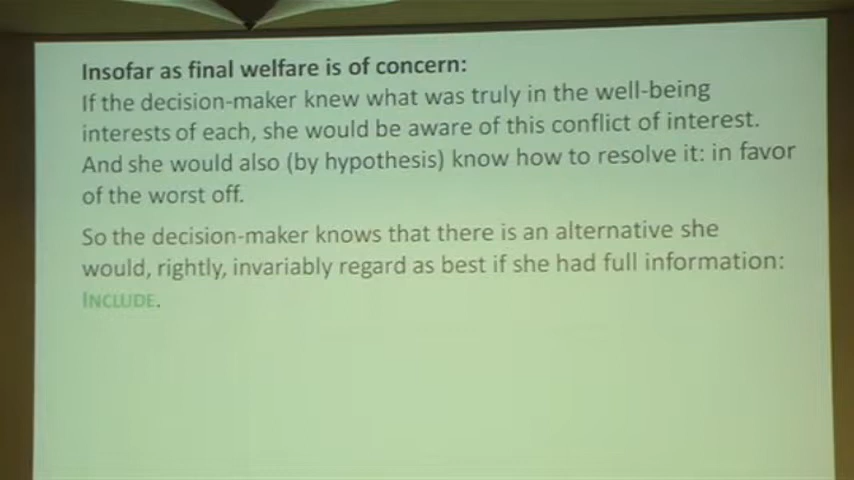 Insofar as final welfare is of concern:
If the decision-maker knew what was truly in the well-being
interests of each, she would be aware of this conflict of interest.
And she would also (by hypothesis) know how to resolve it: in favor
of the worst off.
So the decision-maker knows that there is an alternative she
would, rightly, invariably regard as best if she had full information:
INCLUDE.